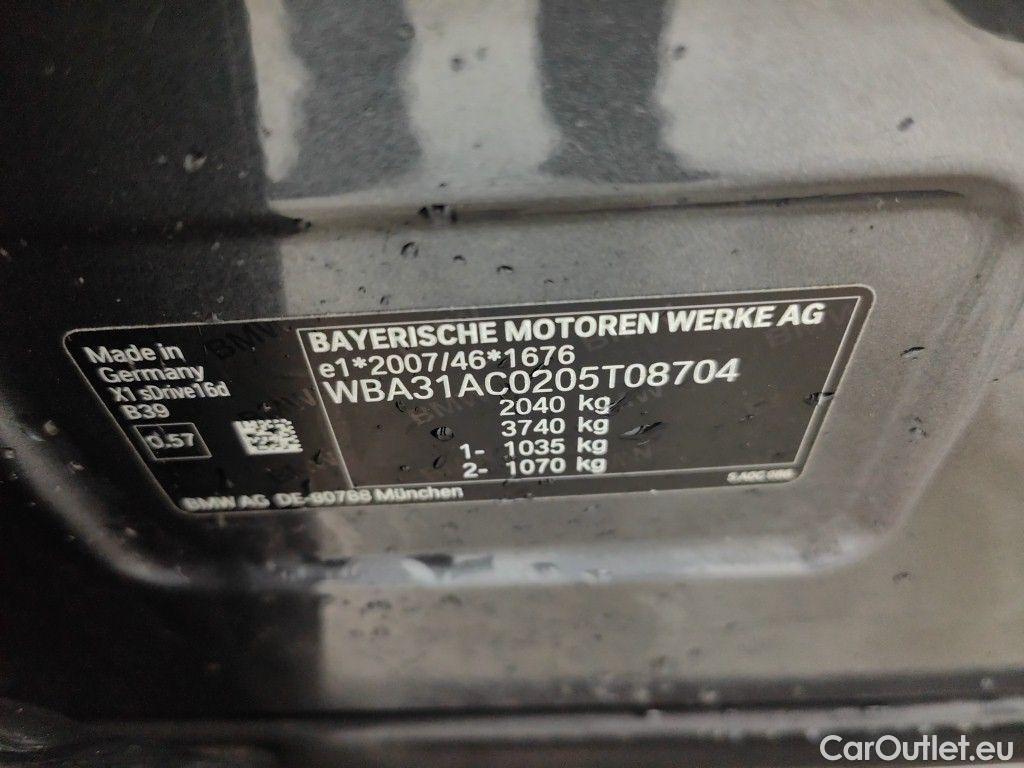 Made in
Germany
X1 sDrive16d
B39
0.57
BMW AG DE-80788 München
BAYERISCHE MOTOREN WERKE AG
e1*2007/46*1676
WBA31AC0205T08704
2040 kg
3740 kg
1- 1035 kg
2- 1070 kg
CarOutlet.eu